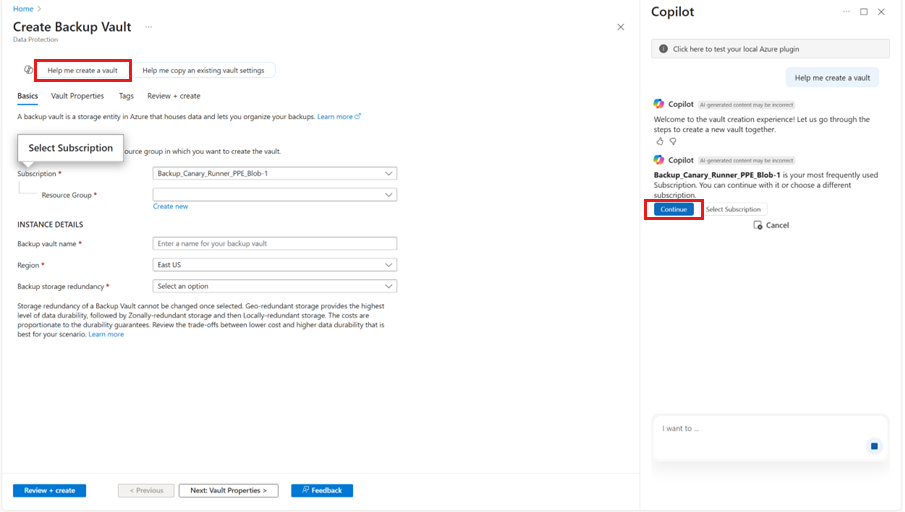 Home >
Create Backup Vault ...
Data Protection
Help me create a vault
Help me copy an existing vault settings
Basics Vault Properties Tags Review + create
A backup vault is a storage entity in Azure that houses data and lets you organize your backups. Learn more
Select Subscription
source group in which you want to create the vault.
Subscription *
Backup_Canary_Runner_PPE_Blob-1
Resource Group *
Create new
INSTANCE DETAILS
Backup vault name *
Enter a name for your backup vault
Region *
East US
Backup storage redundancy *
Select an option
Storage redundancy of a Backup Vault cannot be changed once selected. Geo-redundant storage provides the highest
level of data durability, followed by Zonally-redundant storage and then Locally-redundant storage. The costs are
proportionate to the durability guarantees. Review the trade-offs between lower cost and higher data durability that is
best for your scenario. Learn more
Review + create
< Previous
Next: Vault Properties >
Feedback
Copilot
Click here to test your local Azure plugin
Help me create a vault
Copilot AI-generated content may be incorrect
Welcome to the vault creation experience! Let us go through the
steps to create a new vault together.
Copilot AI-generated content may be incorrect
Backup_Canary_Runner_PPE_Blob-1 is your most frequently used
Subscription. You can continue with it or choose a different
subscription.
Continue
Select Subscription
Cancel
I want to ...